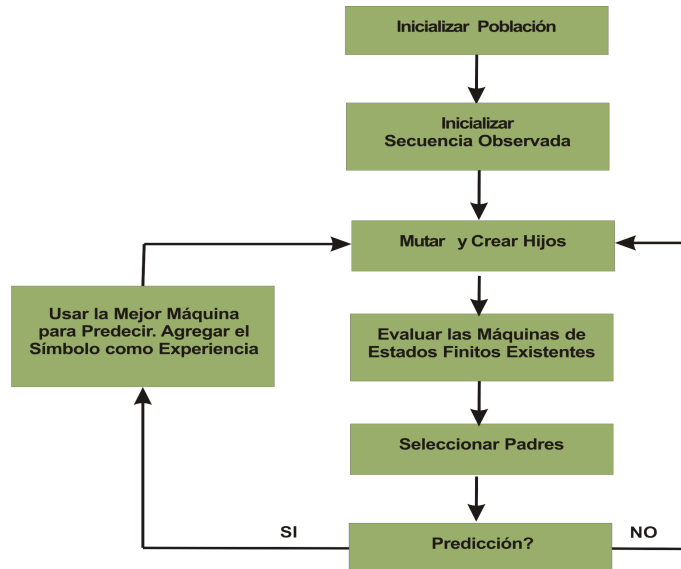 Inicializar Población
Inicializar
Secuencia Observada
Mutar y Crear Hijos
Usar la Mejor Máquina
para Predecir. Agregar el
Símbolo como Experiencia
Evaluar las Máquinas de
Estados Finitos Existentes
Seleccionar Padres
SI
Predicción?
NO